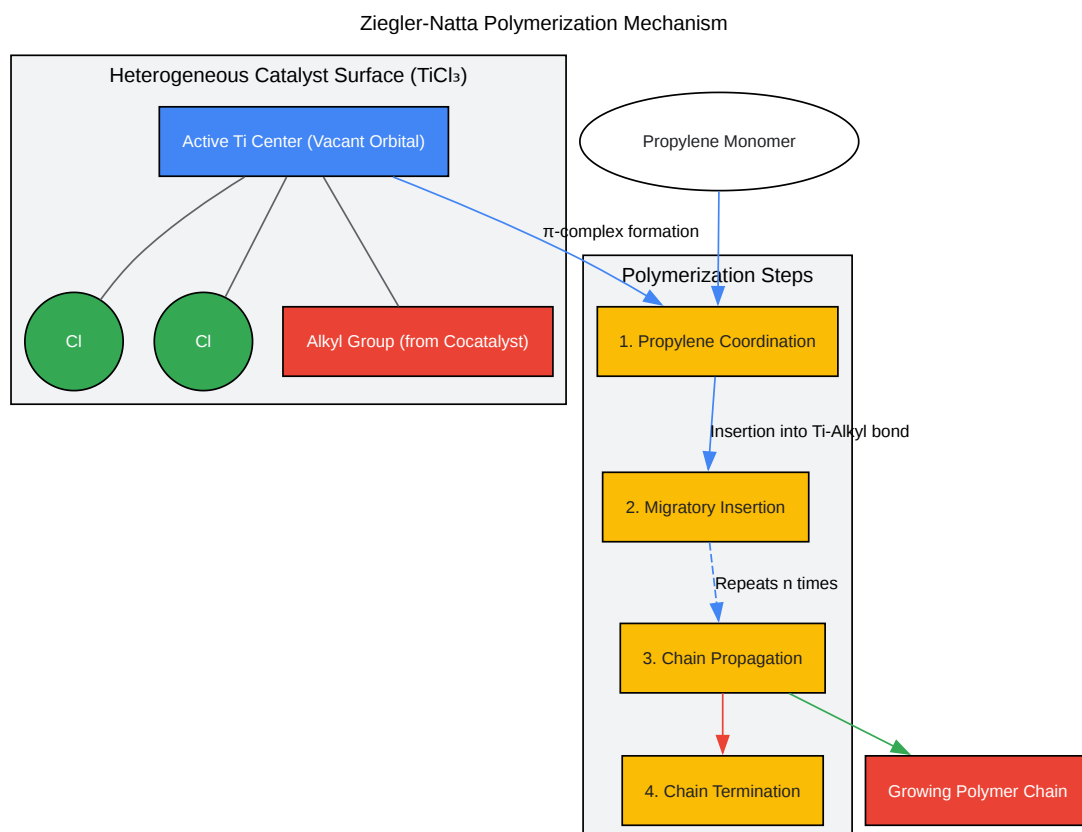 Ziegler-Natta Polymerization Mechanism
Heterogeneous Catalyst Surface (TiCl₃)
Active Ti Center (Vacant Orbital)
Propylene Monomer
π-complex formation
Polymerization Steps
Cl
Cl
Alkyl Group (from Cocatalyst)
1. Propylene Coordination
Insertion into Ti-Alkyl bond
2. Migratory Insertion
Repeats n times
3. Chain Propagation
4. Chain Termination
Growing Polymer Chain